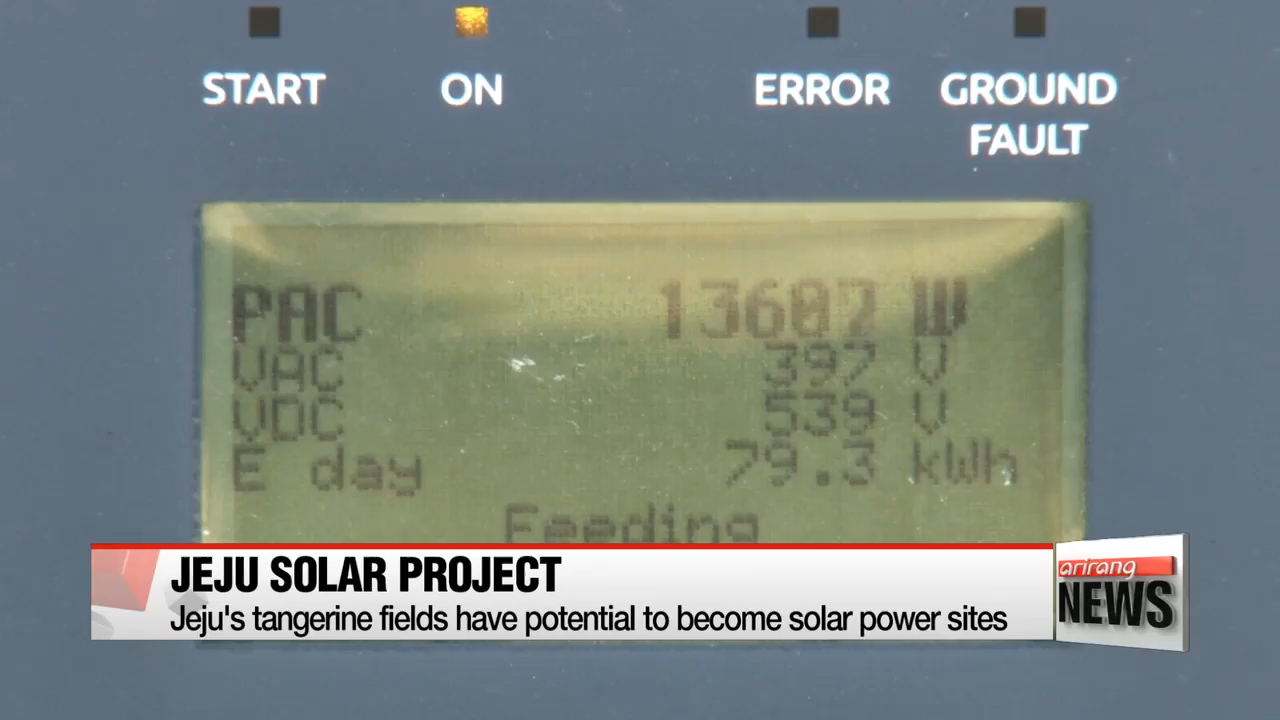 START ON ERROR GROUND FAULT
PAC 13607 W
VAC 397 V
VDC 539 V
E day 79.3 kWh
Feeding
JEJU SOLAR PROJECT
Jeju's tangerine fields have potential to become solar power sites
arirang
NEWS